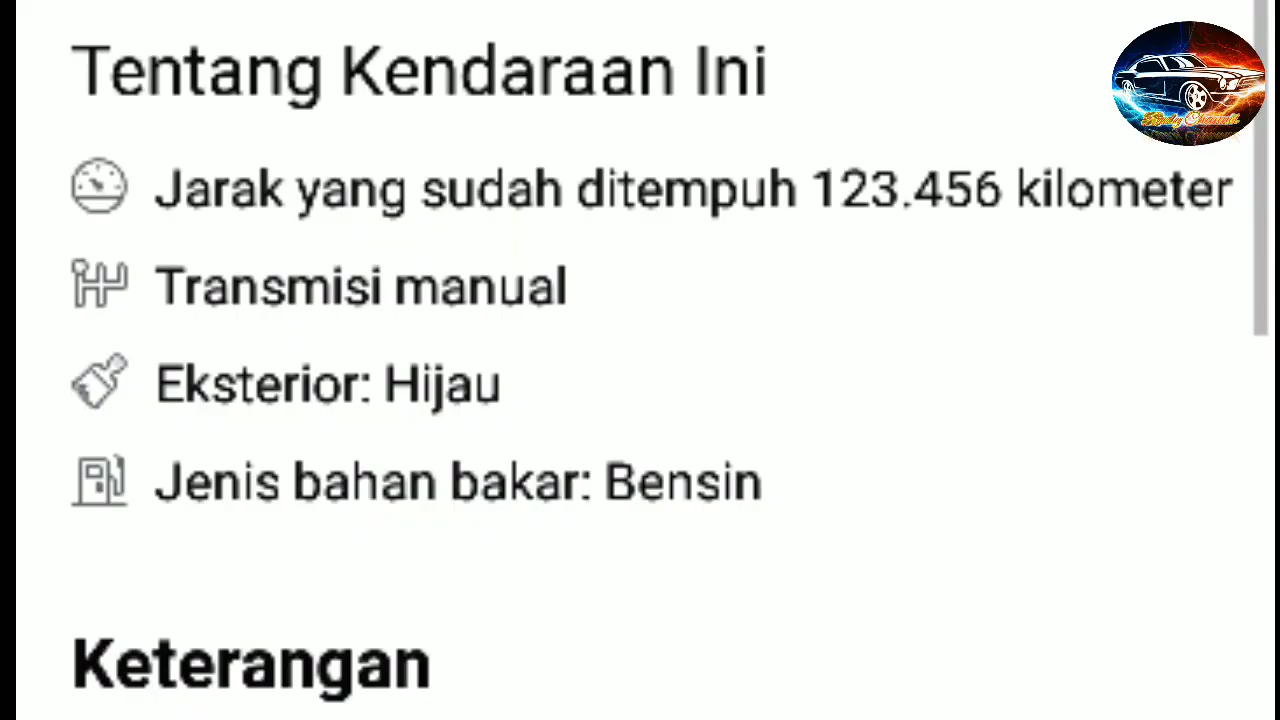 Tentang Kendaraan Ini
Jarak yang sudah ditempuh 123.456 kilometer
Transmisi manual
Eksterior: Hijau
Jenis bahan bakar: Bensin
Keterangan